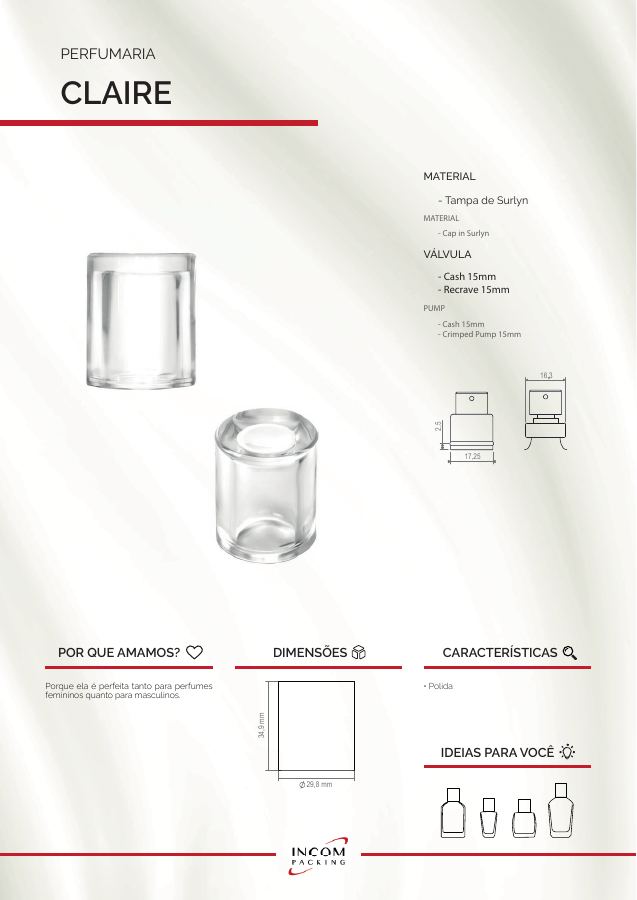 PERFUMARIA
CLAIRE
MATERIAL
- Tampa de Surlyn
MATERIAL
- Cap in Surlyn
VÁLVULA
- Cash 15mm
- Recrave 15mm
PUMP
- Cash 15mm
- Crimped Pump 15mm
16,3
2,5
17,25
POR QUE AMAMOS?
Porque ela é perfeita tanto para perfumes
femininos quanto para masculinos.
DIMENSÕES
34,9 mm
Ø 29,8 mm
CARACTERÍSTICAS
• Polida
IDEIAS PARA VOCÊ
INCOM
PACKING